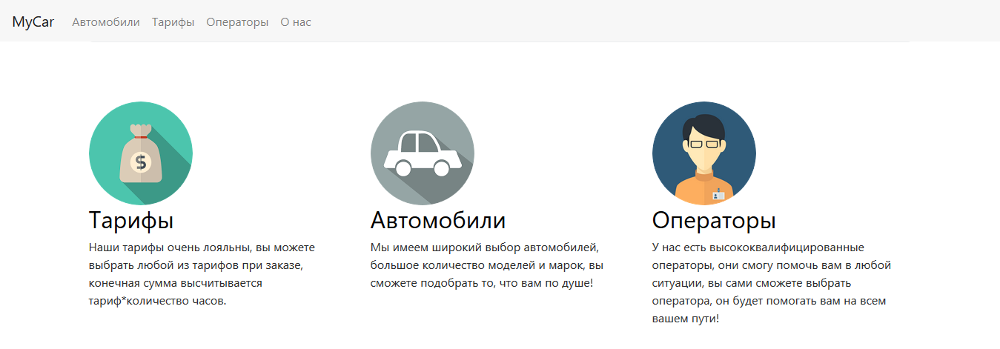 MyCar Автомобили Тарифы Операторы О нас
$
Тарифы
Наши тарифы очень лояльны, вы можете
выбрать любой из тарифов при заказе,
конечная сумма высчитывается
тариф*количество часов.
Автомобили
Мы имеем широкий выбор автомобилей,
большое количество моделей и марок, вы
сможете подобрать то, что вам по душе!
Операторы
У нас есть высококвалифицированные
операторы, они смогу помочь вам в любой
ситуации, вы сами сможете выбрать
оператора, он будет помогать вам на всем
вашем пути!